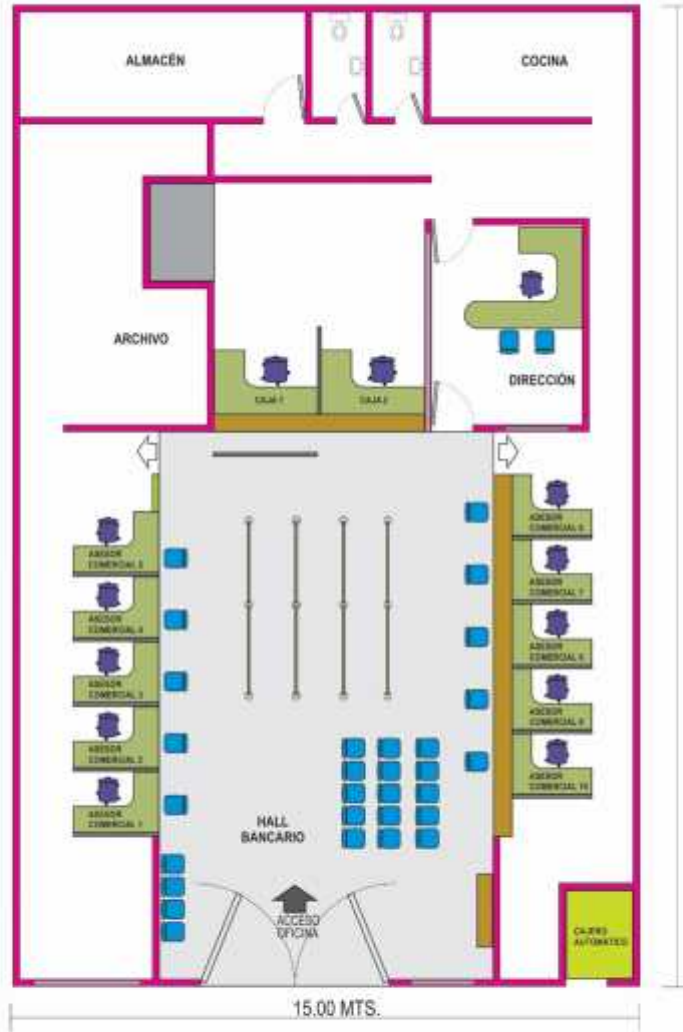 ALMACÉN
COCINA
ARCHIVO
CAJA 1
CAJA 2
DIRECCIÓN
ASESOR
COMERCIAL 5
ASESOR
COMERCIAL 4
ASESOR
COMERCIAL 3
ASESOR
COMERCIAL 2
ASESOR
COMERCIAL 1
ASESOR
COMERCIAL
ASESOR
COMERCIAL 7
ASESOR
COMERCIAL
ASESOR
COMERCIAL 9
ASESOR
COMERCIAL 10
HALL
BANCARIO
ACCESO
OFICINA
CAJERO
AUTOMÁTICO
15.00 MTS.